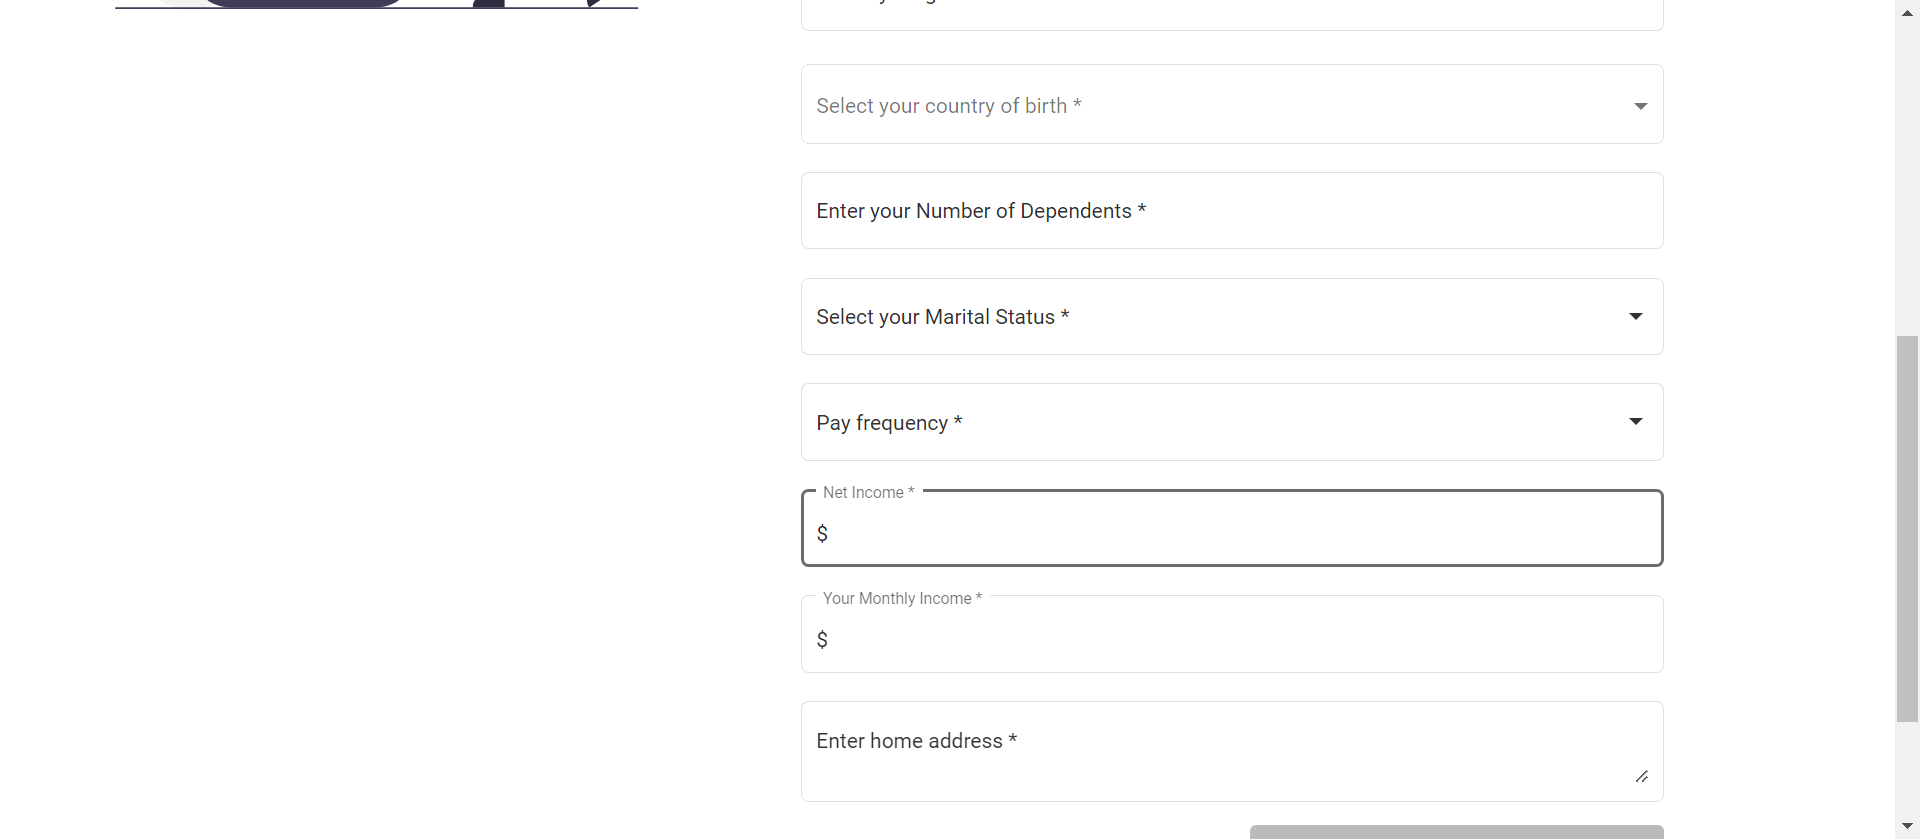 Select your country of birth *
Enter your Number of Dependents *
Select your Marital Status *
Pay frequency *
Net Income *
$
Your Monthly Income *
$
Enter home address *